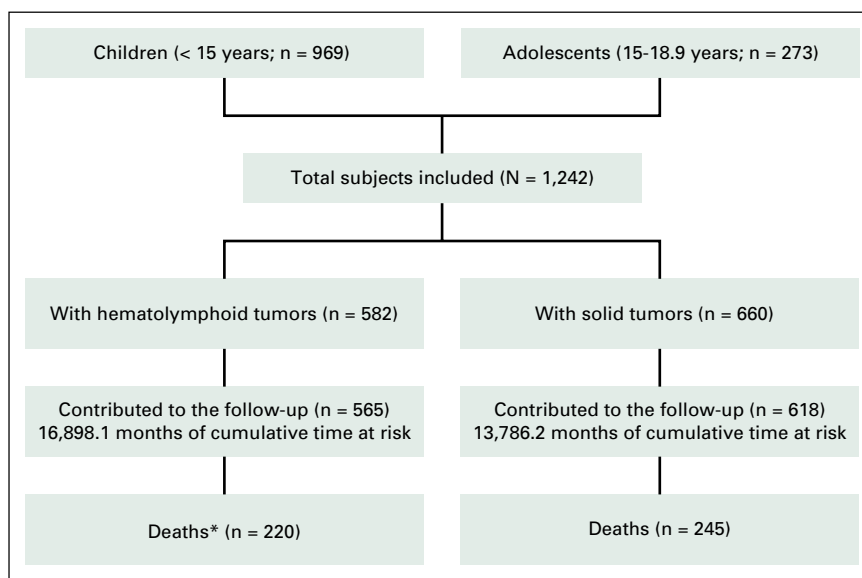 Children (< 15 years; n = 969)
Adolescents (15-18.9 years; n = 273)
Total subjects included (N = 1,242)
With hematolymphoid tumors (n = 582)
With solid tumors (n = 660)
Contributed to the follow-up (n = 565)
16,898.1 months of cumulative time at risk
Contributed to the follow-up (n = 618)
13,786.2 months of cumulative time at risk
Deaths* (n = 220)
Deaths (n = 245)